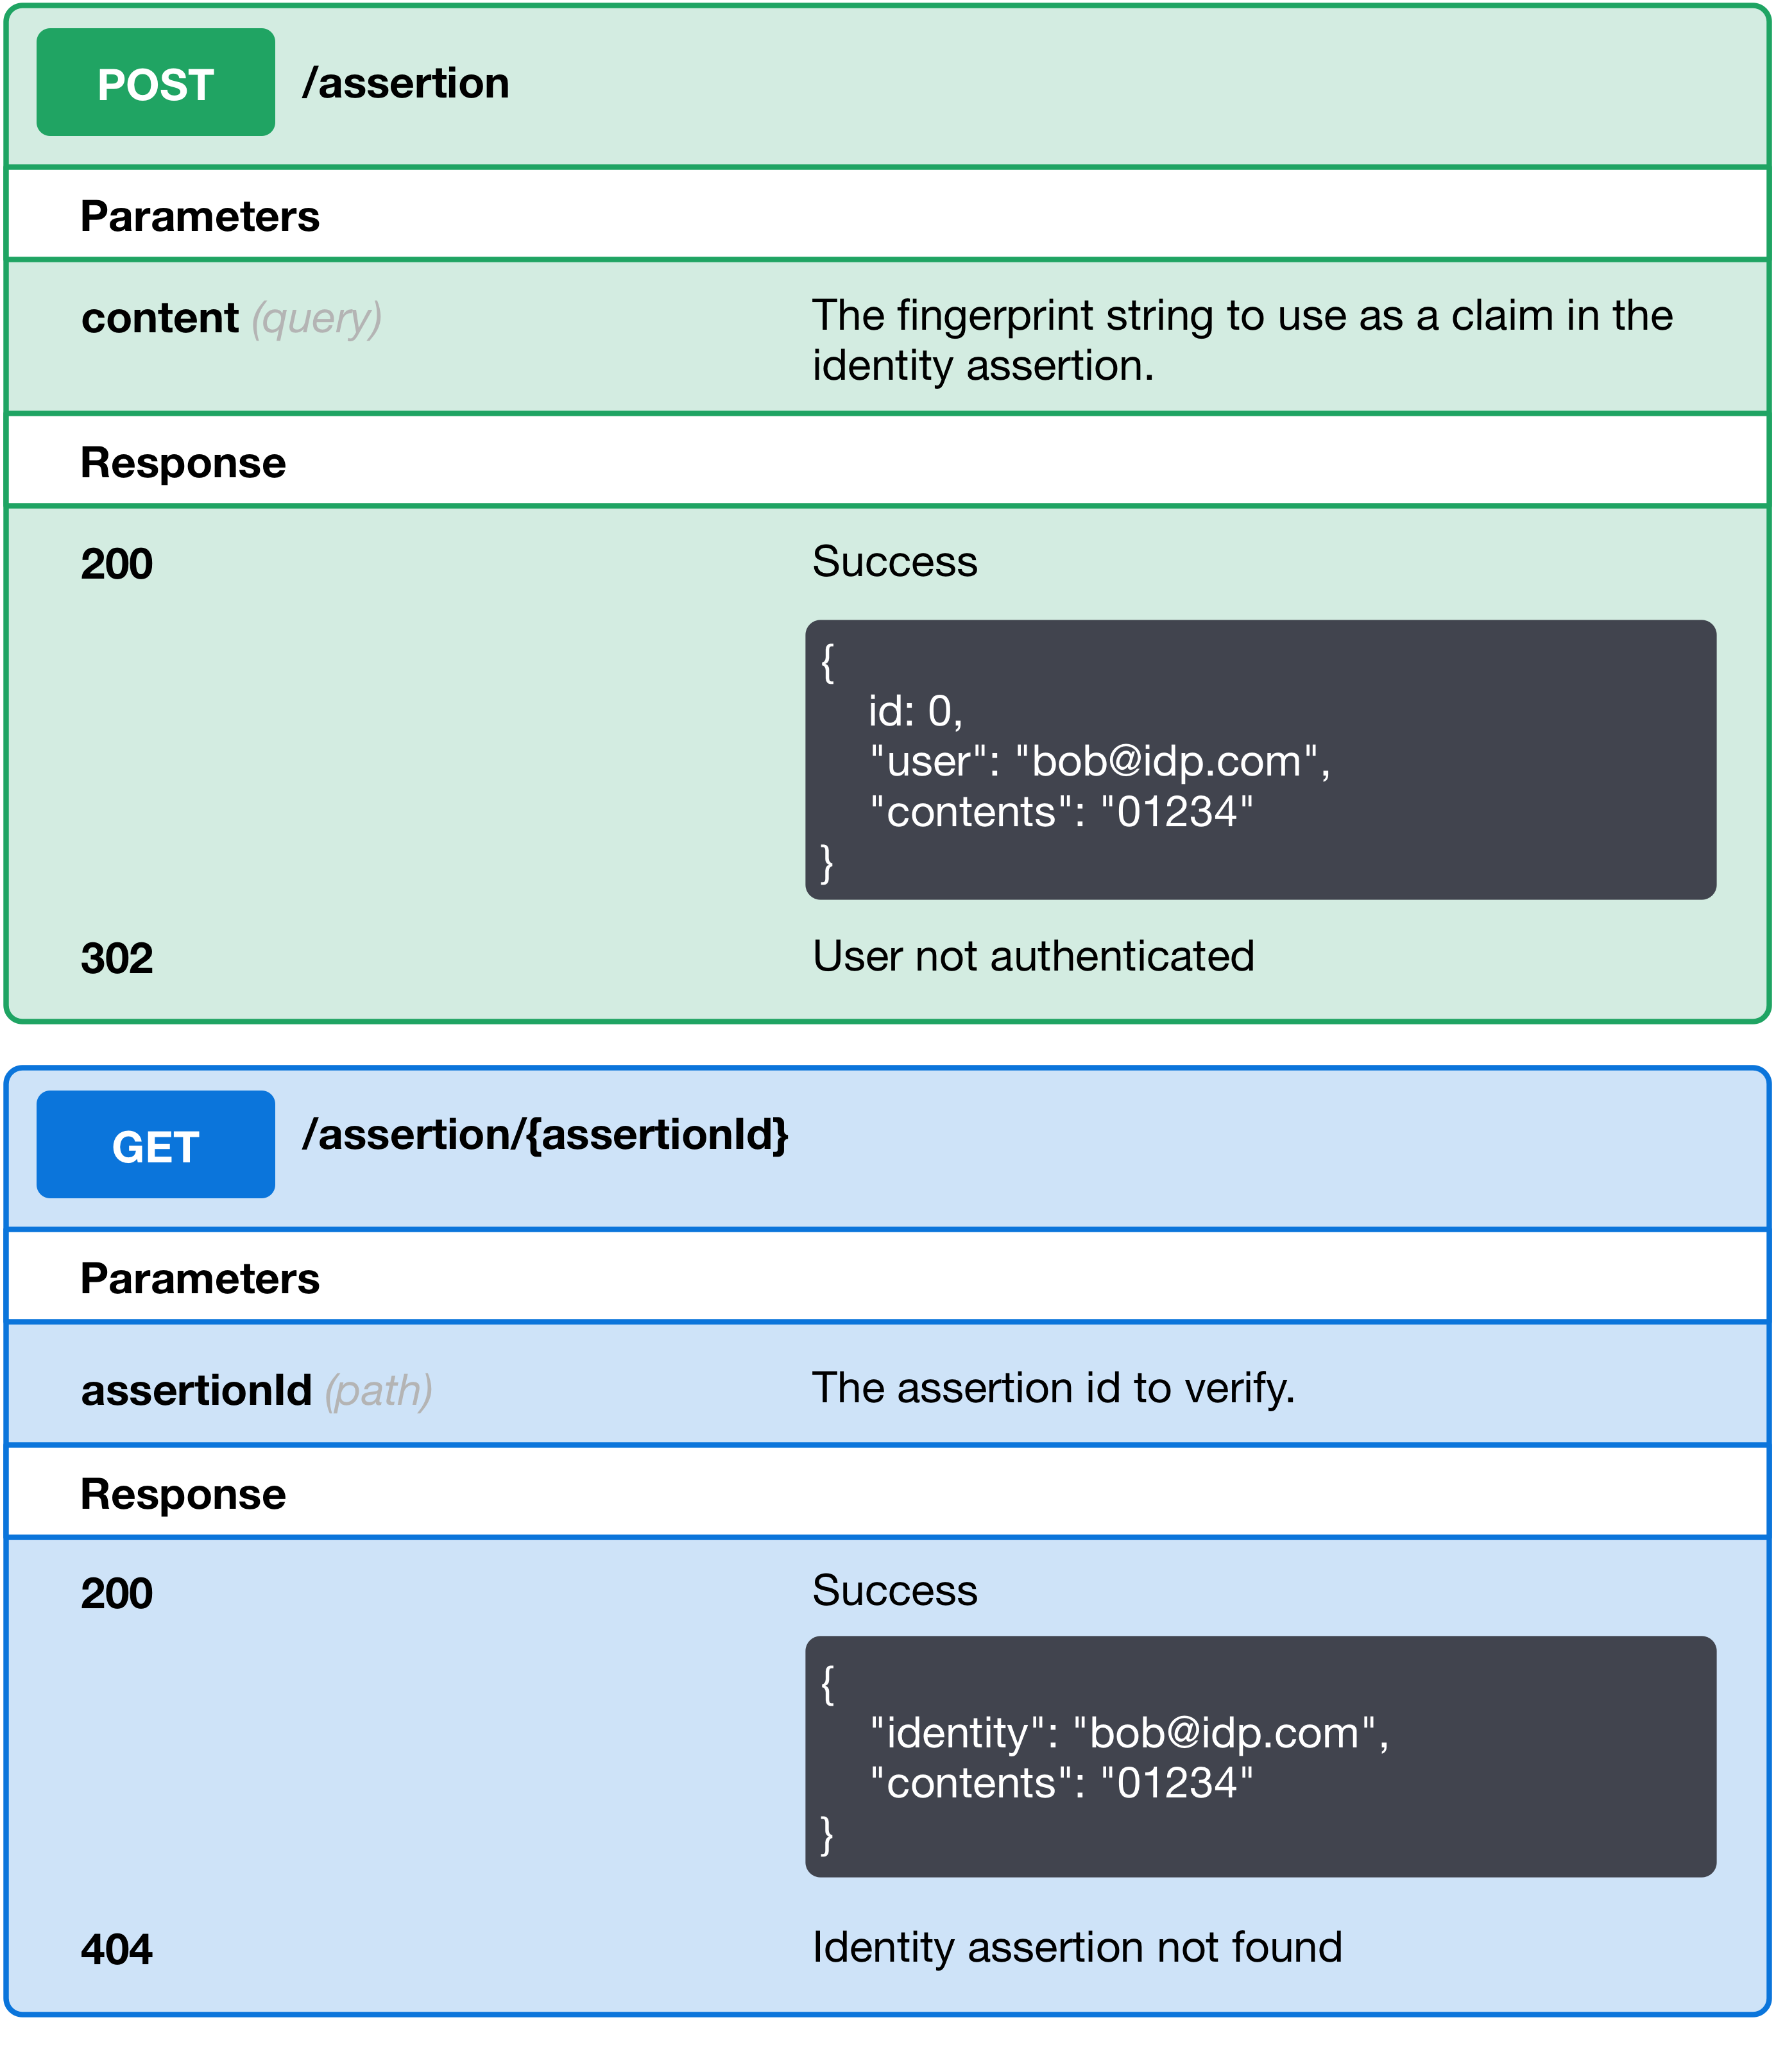 POST /assertion
Parameters
content (query) The fingerprint string to use as a claim in the
identity assertion.
Response
200 Success
{
id: 0,
"user": "bob@idp.com",
"contents": "01234"
}
302 User not authenticated
GET /assertion/{assertionId}
Parameters
assertionId (path) The assertion id to verify.
Response
200 Success
{
"identity": "bob@idp.com",
"contents": "01234"
}
404 Identity assertion not found